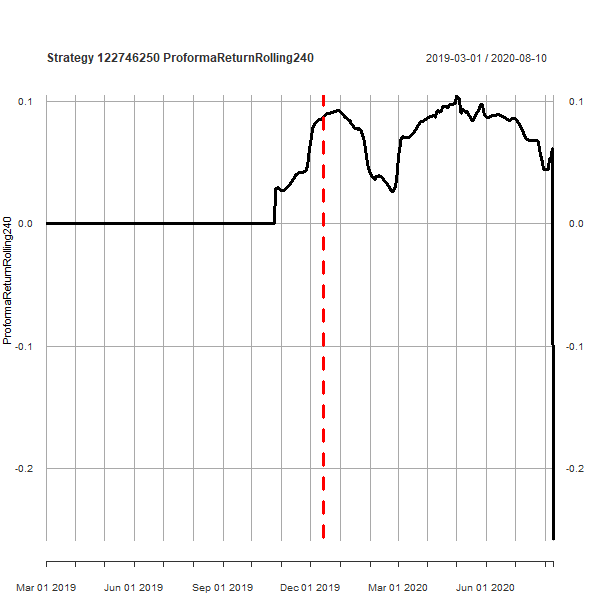 Strategy 122746250 ProformaReturnRolling240
2019-03-01 / 2020-08-10
ProformaReturnRolling240
0.1 0.1
0.0 0.0
-0.1 -0.1
-0.2 -0.2
Mar 01 2019 Jun 01 2019 Sep 01 2019 Dec 01 2019 Mar 01 2020 Jun 01 2020